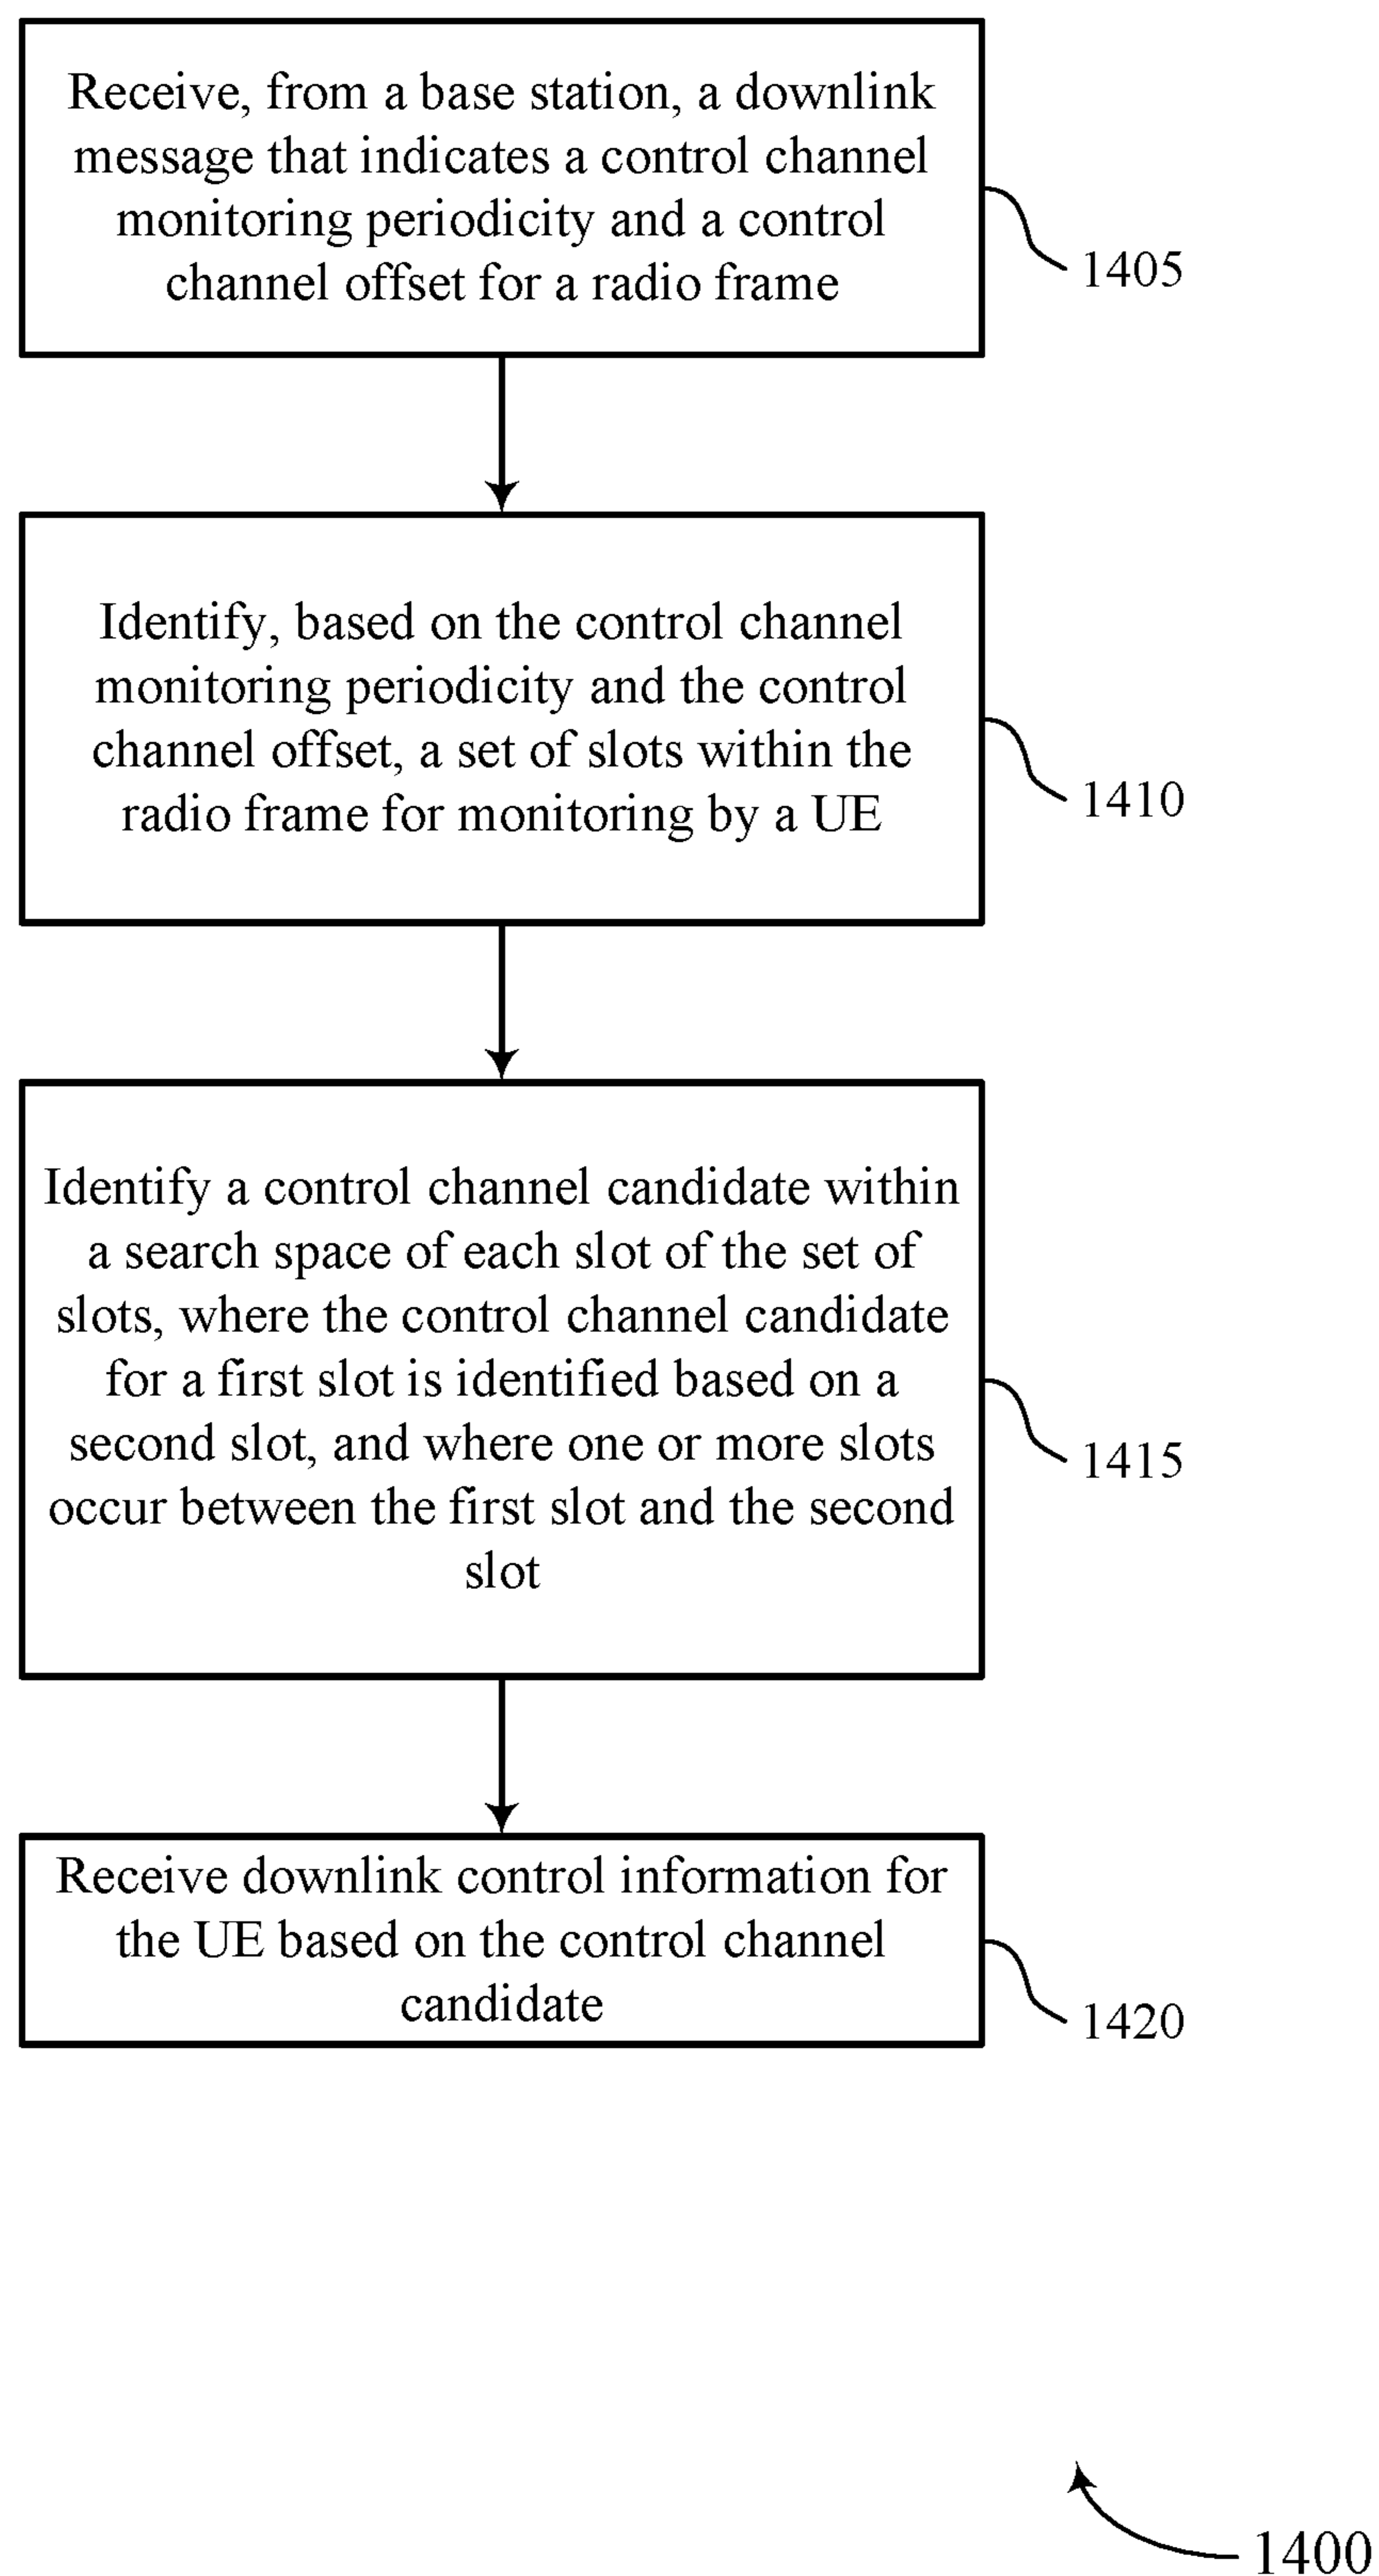 Receive, from a base station, a downlink
message that indicates a control channel
monitoring periodicity and a control
channel offset for a radio frame
1405
Identify, based on the control channel
monitoring periodicity and the control
channel offset, a set of slots within the
radio frame for monitoring by a UE
1410
Identify a control channel candidate within
a search space of each slot of the set of
slots, where the control channel candidate
for a first slot is identified based on a
second slot, and where one or more slots
occur between the first slot and the second
slot
1415
Receive downlink control information for
the UE based on the control channel
candidate
1420
1400